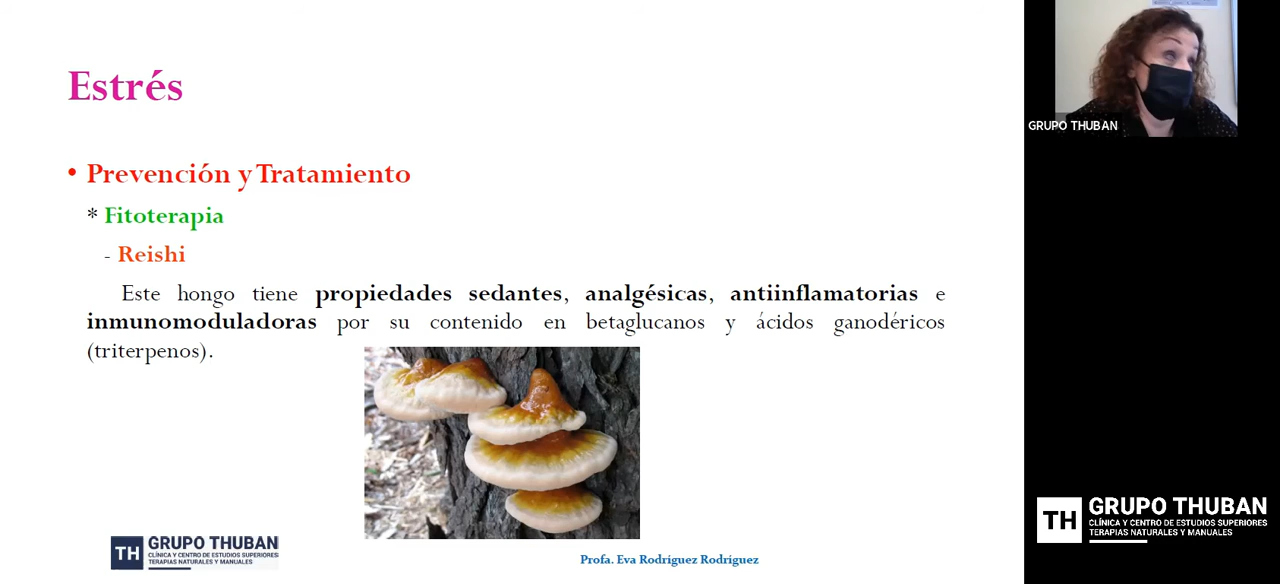 Estrés
• Prevención y Tratamiento
* Fitoterapia
- Reishi
Este hongo tiene propiedades sedantes, analgésicas, antiinflamatorias e
inmunomoduladoras por su contenido en betaglucanos y ácidos ganodéricos
(triterpenos).
TH GRUPO THUBAN
CLÍNICA Y CENTRO DE ESTUDIOS SUPERIORES
TERAPIAS NATURALES Y MANUALES
Profa. Eva Rodríguez Rodríguez
GRUPO THUBAN
TH GRUPO THUBAN
CLÍNICA Y CENTRO DE ESTUDIOS SUPERIORES
TERAPIAS NATURALES Y MANUALES